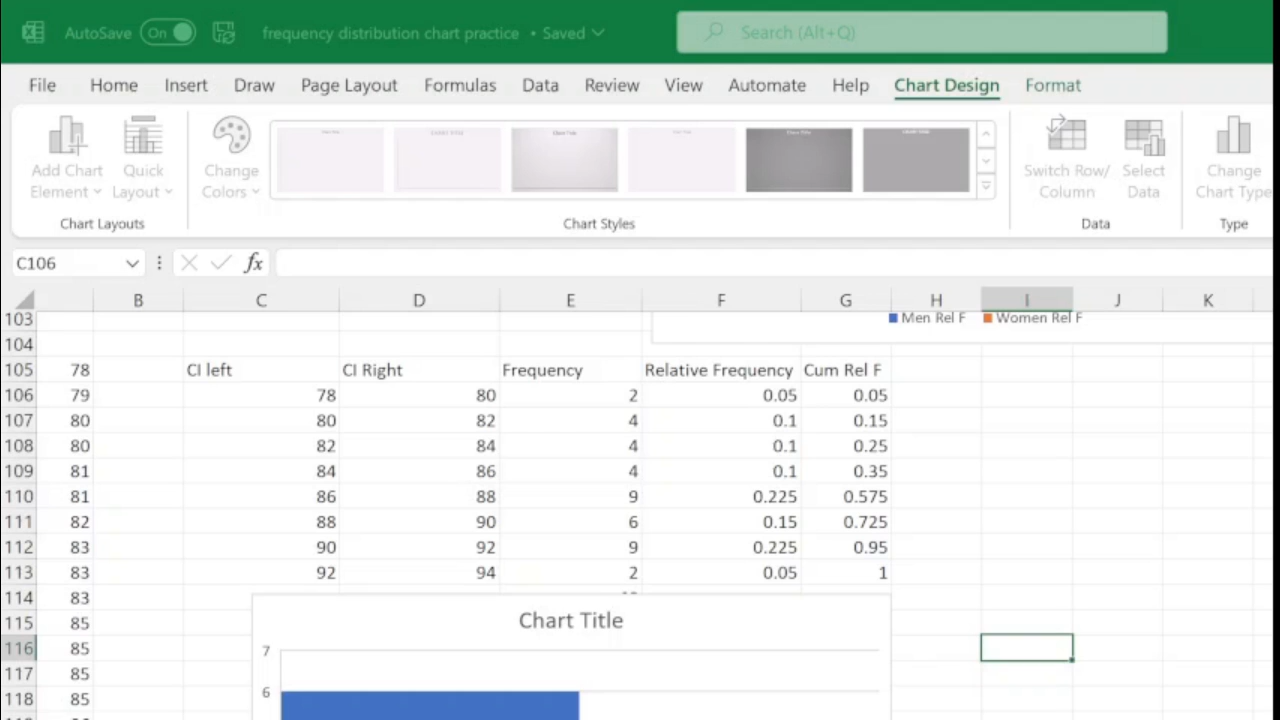 AutoSave On frequency distribution chart practice • Saved Search (Alt+Q)
File Home Insert Draw Page Layout Formulas Data Review View Automate Help Chart Design Format
Add Chart Element Quick Layout Change Colors Switch Row/ Column Select Data Change Chart Type
Chart Layouts Chart Styles Data Type
C106 fx
B C D E F G H I J K
103 Men Rel F Women Rel F
104
105 78 CI left CI Right Frequency Relative Frequency Cum Rel F
106 79 78 80 2 0.05 0.05
107 80 80 82 4 0.1 0.15
108 80 82 84 4 0.1 0.25
109 81 84 86 4 0.1 0.35
110 81 86 88 9 0.225 0.575
111 82 88 90 6 0.15 0.725
112 83 90 92 9 0.225 0.95
113 83 92 94 2 0.05 1
114 83
Chart Title
115 85
116 85
7
117 85
6
118 85